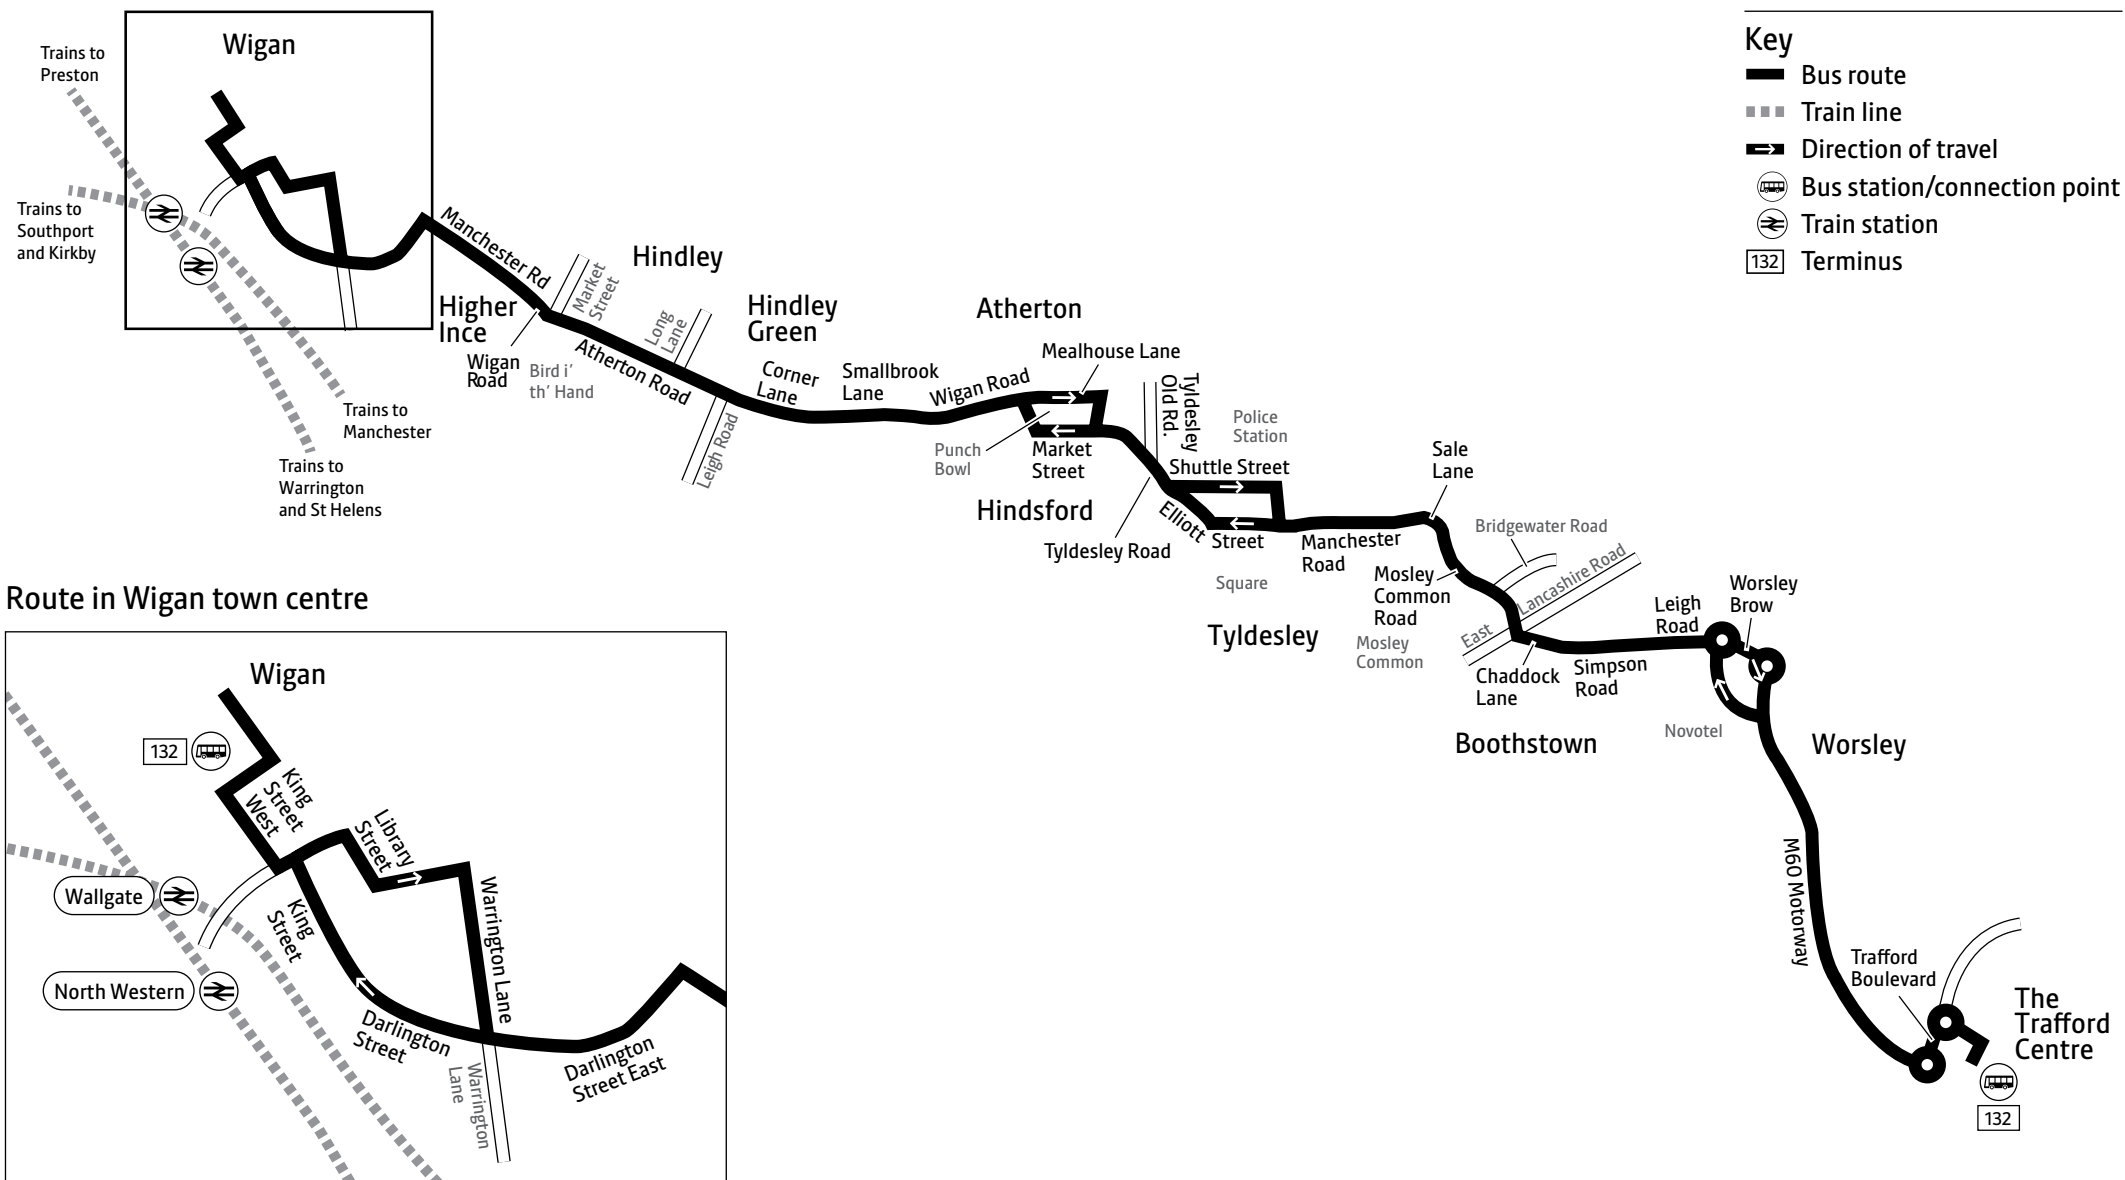 Wigan
Trains to
Preston
Trains to
Southport
and Kirkby
Trains to
Manchester
Trains to
Warrington
and St Helens
Manchester Rd
Higher
Ince
Wigan
Road
Bird i’
th’ Hand
Market
Street
Hindley
Atherton Road
Long
Lane
Leigh Road
Hindley
Green
Corner
Lane
Smallbrook
Lane
Wigan Road
Atherton
Mealhouse Lane
Punch
Bowl
Market
Street
Hindsford
Tyldesley
Old Rd.
Tyldesley Road
Police
Station
Shuttle Street
Elliott
Street
Square
Tyldesley
Manchester
Road
Sale
Lane
Mosley
Common
Road
Mosley
Common
Bridgewater Road
East
Lancashire Road
Chaddock
Lane
Boothstown
Simpson
Road
Leigh
Road
Worsley
Brow
Novotel
Worsley
M60 Motorway
Trafford
Boulevard
The
Trafford
Centre
132
Key
Bus route
Train line
Direction of travel
Bus station/connection point
Train station
132 Terminus
Route in Wigan town centre
Wigan
132
King
Street
West
Library
Street
Wallgate
King
Street
North Western
Warrington Lane
Darlington
Street
Darlington
Street East
Warrington
Lane